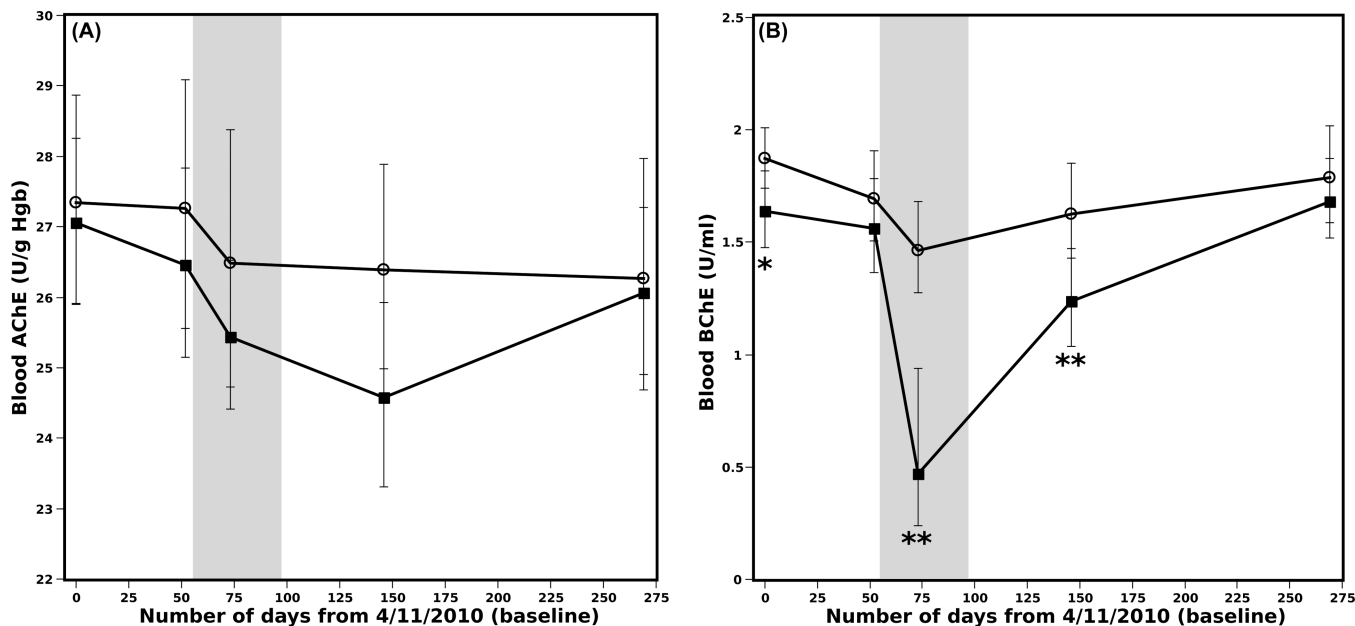 (A)
30
29
28
27
26
25
24
23
22
Blood AChE (U/g Hgb)
0 25 50 75 100 125 150 175 200 225 250 275
Number of days from 4/11/2010 (baseline)
(B)
2.5
2
1.5
1
0.5
0
Blood BChE (U/ml)
*
**
**
0 25 50 75 100 125 150 175 200 225 250 275
Number of days from 4/11/2010 (baseline)